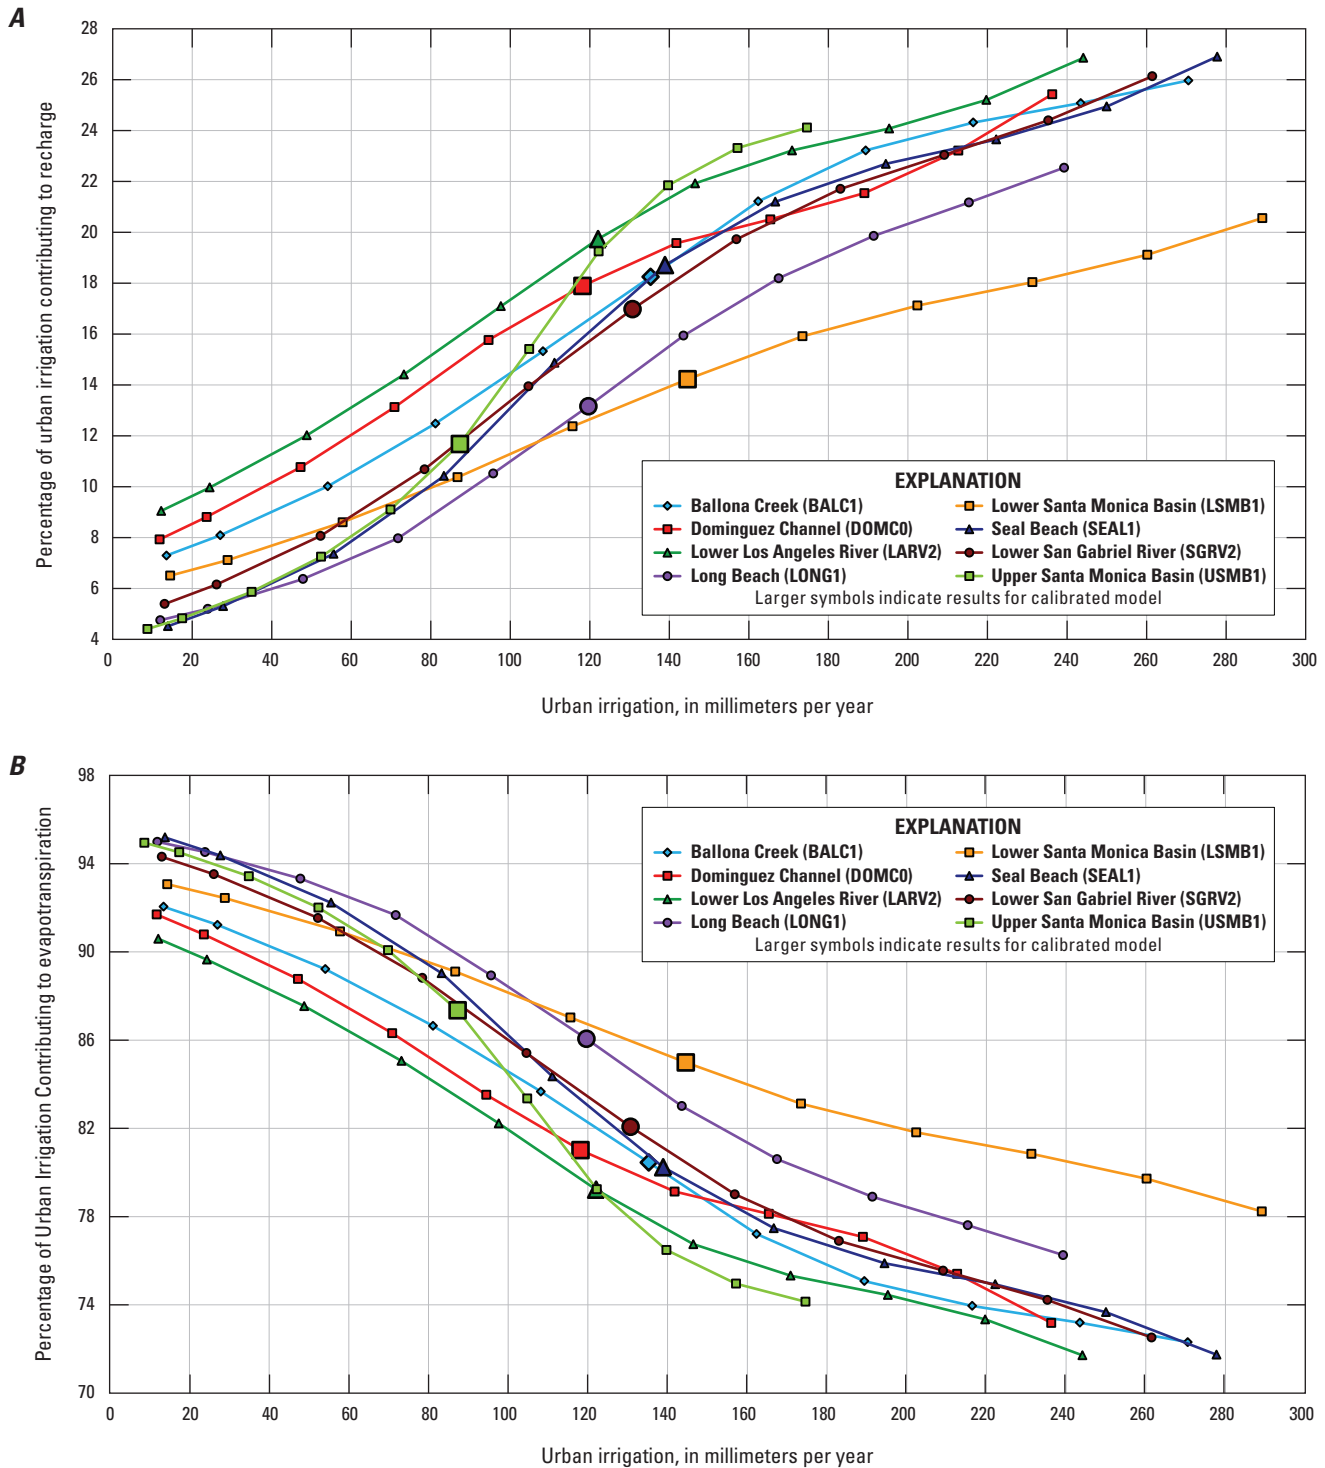 A
Percentage of urban irrigation contributing to recharge
28
26
24
22
20
18
16
14
12
10
8
6
4
EXPLANATION
Ballona Creek (BALC1)
Dominguez Channel (DOMC0)
Lower Los Angeles River (LARV2)
Long Beach (LONG1)
Lower Santa Monica Basin (LSMB1)
Seal Beach (SEAL1)
Lower San Gabriel River (SGRV2)
Upper Santa Monica Basin (USMB1)
Larger symbols indicate results for calibrated model
0 20 40 60 80 100 120 140 160 180 200 220 240 260 280 300
Urban irrigation, in millimeters per year
B
Percentage of Urban Irrigation Contributing to evapotranspiration
98
94
90
86
82
78
74
70
EXPLANATION
Ballona Creek (BALC1)
Dominguez Channel (DOMC0)
Lower Los Angeles River (LARV2)
Long Beach (LONG1)
Lower Santa Monica Basin (LSMB1)
Seal Beach (SEAL1)
Lower San Gabriel River (SGRV2)
Upper Santa Monica Basin (USMB1)
Larger symbols indicate results for calibrated model
0 20 40 60 80 100 120 140 160 180 200 220 240 260 280 300
Urban irrigation, in millimeters per year